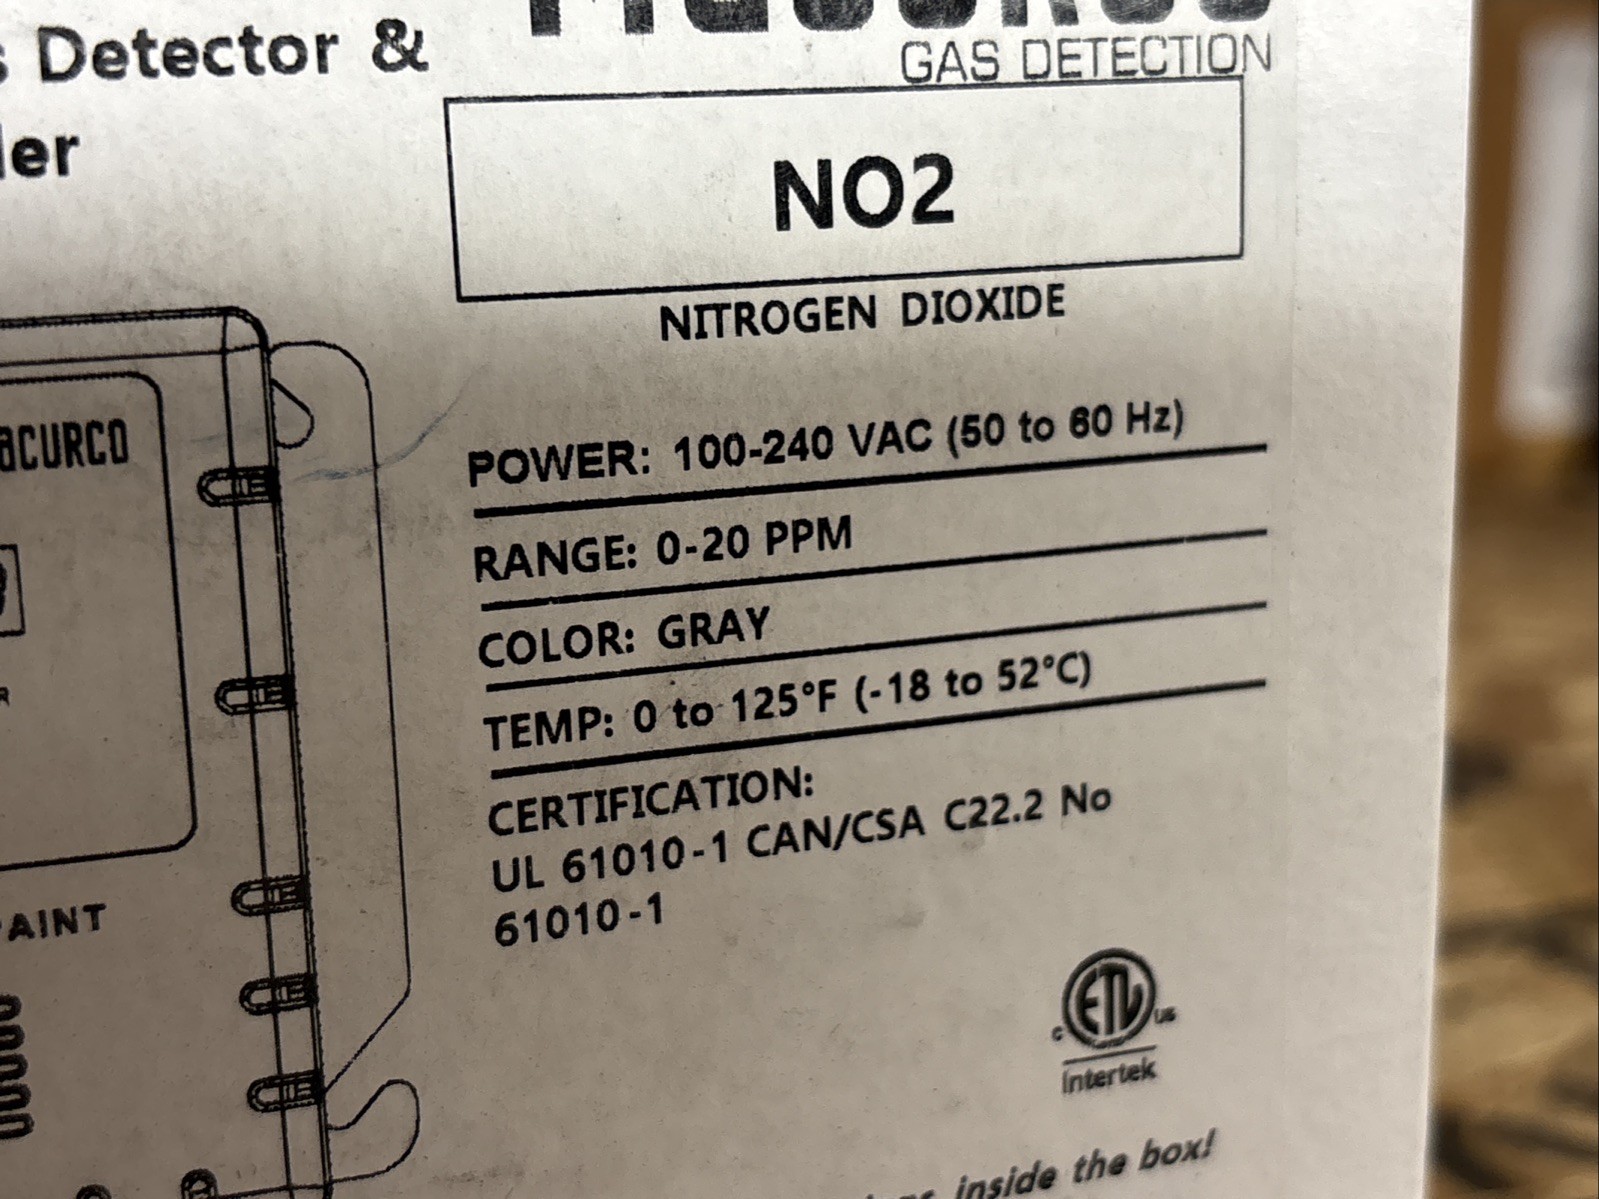 Detector &
GAS DETECTION
NO2
NITROGEN DIOXIDE
POWER: 100-240 VAC (50 to 60 Hz)
RANGE: 0-20 PPM
COLOR: GRAY
TEMP: 0 to 125°F (-18 to 52°C)
CERTIFICATION:
UL 61010-1 CAN/CSA C22.2 No
61010-1
ACURCO
AINT
c ETL us
Intertek
inside the box!